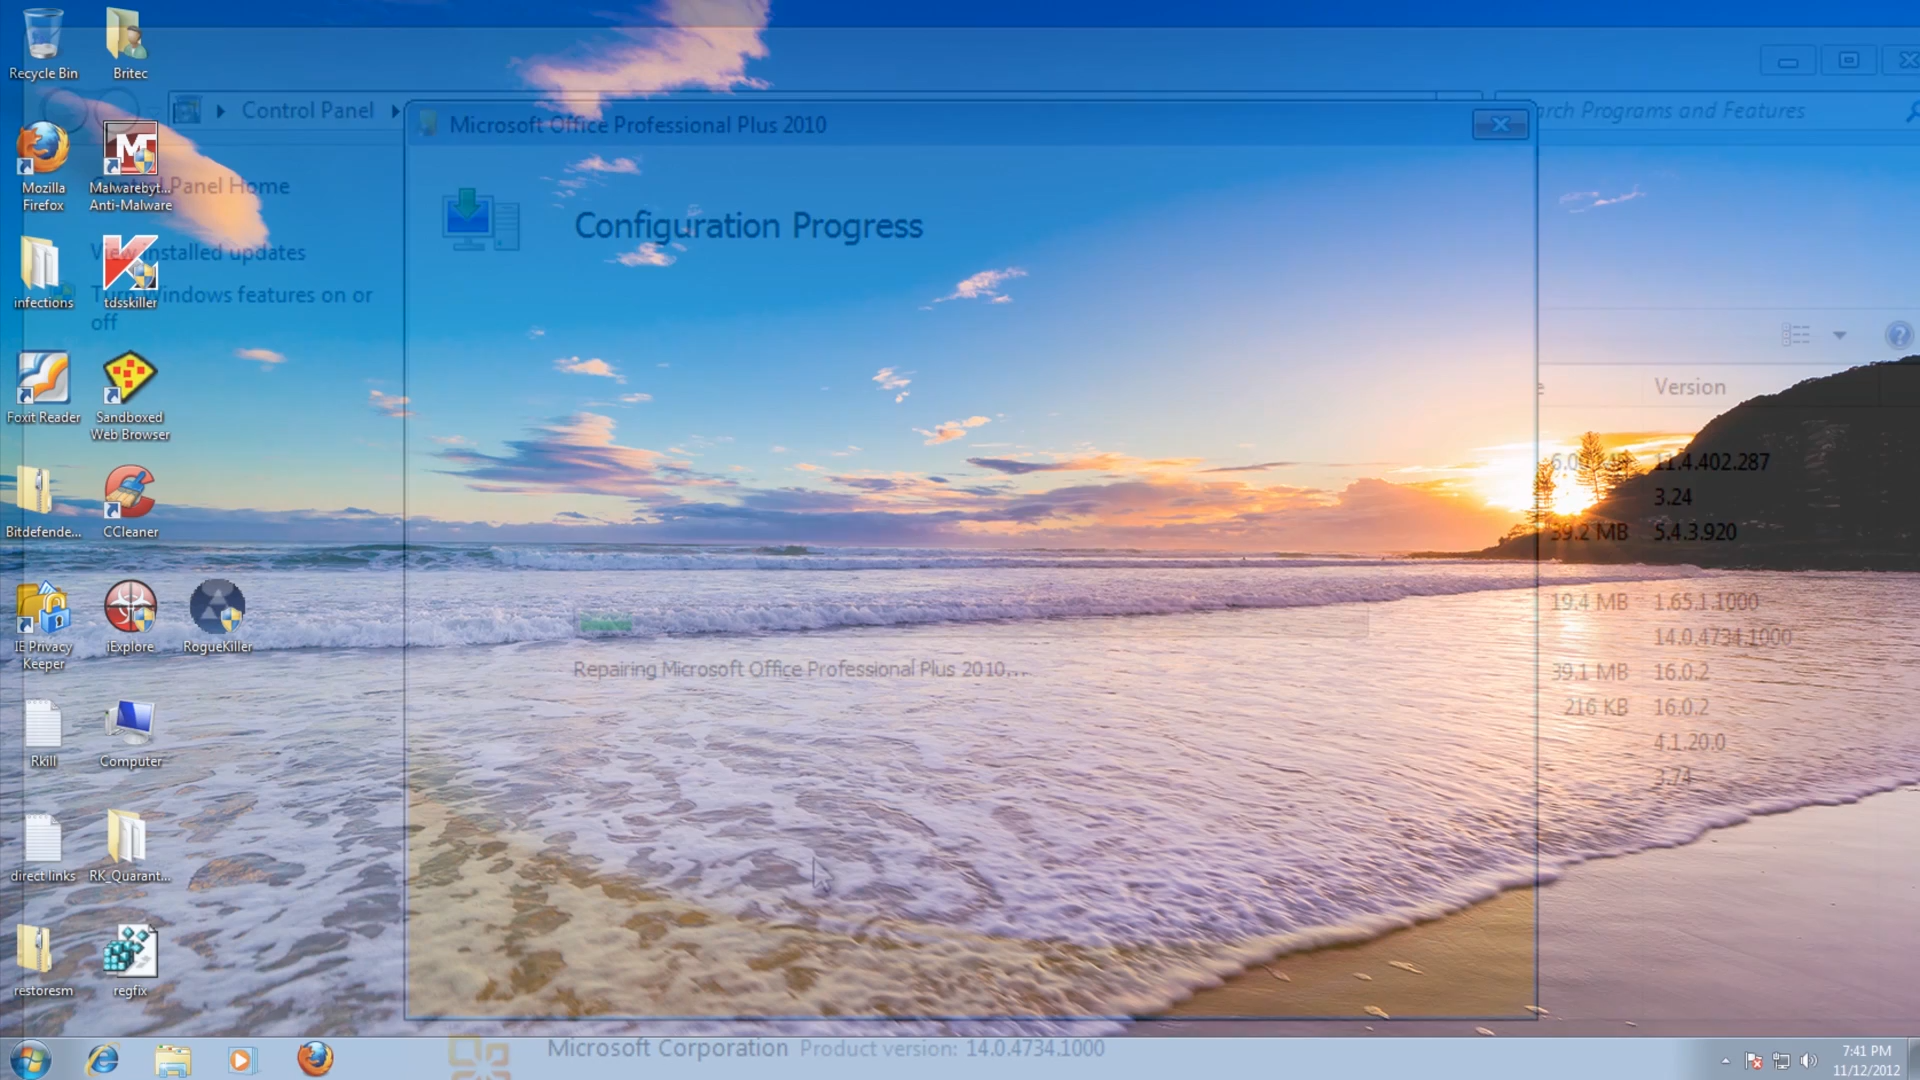 Recycle Bin
Britec
Control Panel
Microsoft Office Professional Plus 2010
rch Programs and Features
Mozilla
Firefox
Malwarebyt...
Anti-Malware
Panel Home
Configuration Progress
View installed updates
infections
tdsskiller
Turn Windows features on or
off
Version
Foxit Reader
Sandboxed
Web Browser
11.4.402.287
3.24
39.2 MB 5.4.3.920
Bitdefende...
CCleaner
19.4 MB 1.65.1.1000
14.0.4734.1000
IE Privacy
Keeper
iExplore
RogueKiller
Repairing Microsoft Office Professional Plus 2010...
39.1 MB 16.0.2
216 KB 16.0.2
4.1.20.0
3.74
Rkill
Computer
direct links
RK_Quarant...
restoresm
regfix
Microsoft Corporation Product version: 14.0.4734.1000
7:41 PM
11/12/2012